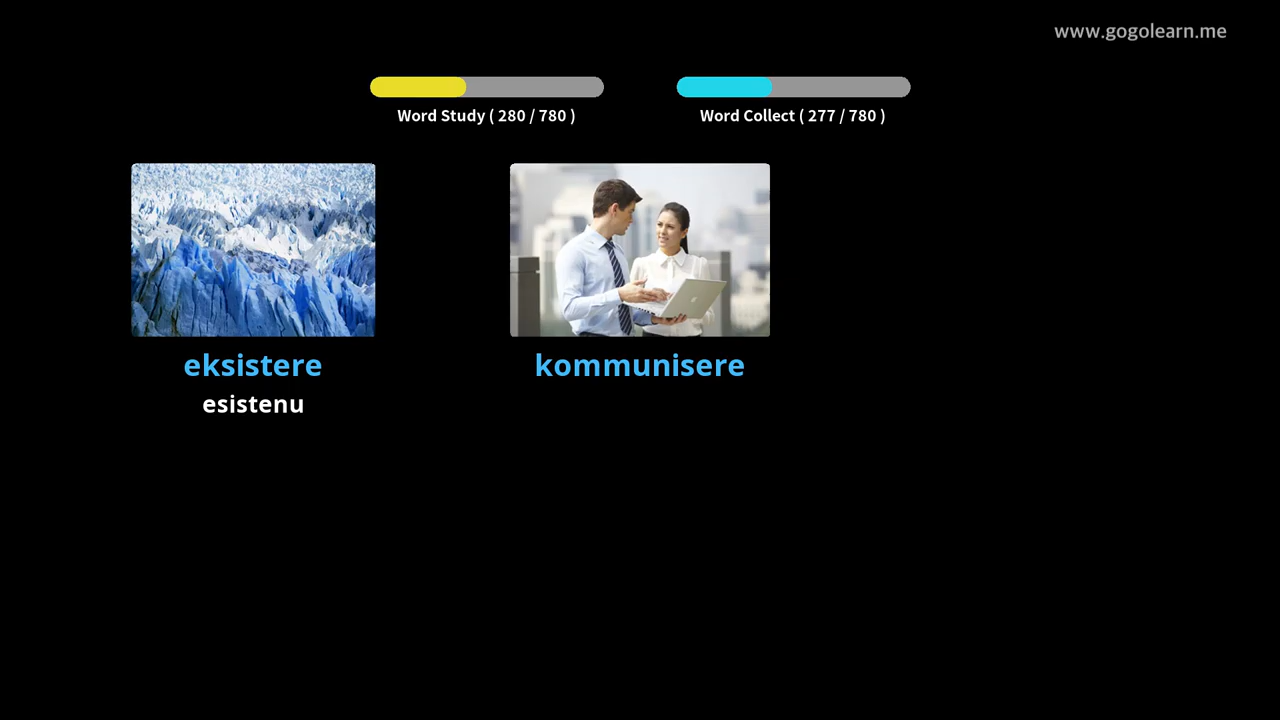 www.gogolearn.me
Word Study ( 280 / 780 )
Word Collect ( 277 / 780 )
eksistere
kommunisere
esistenu